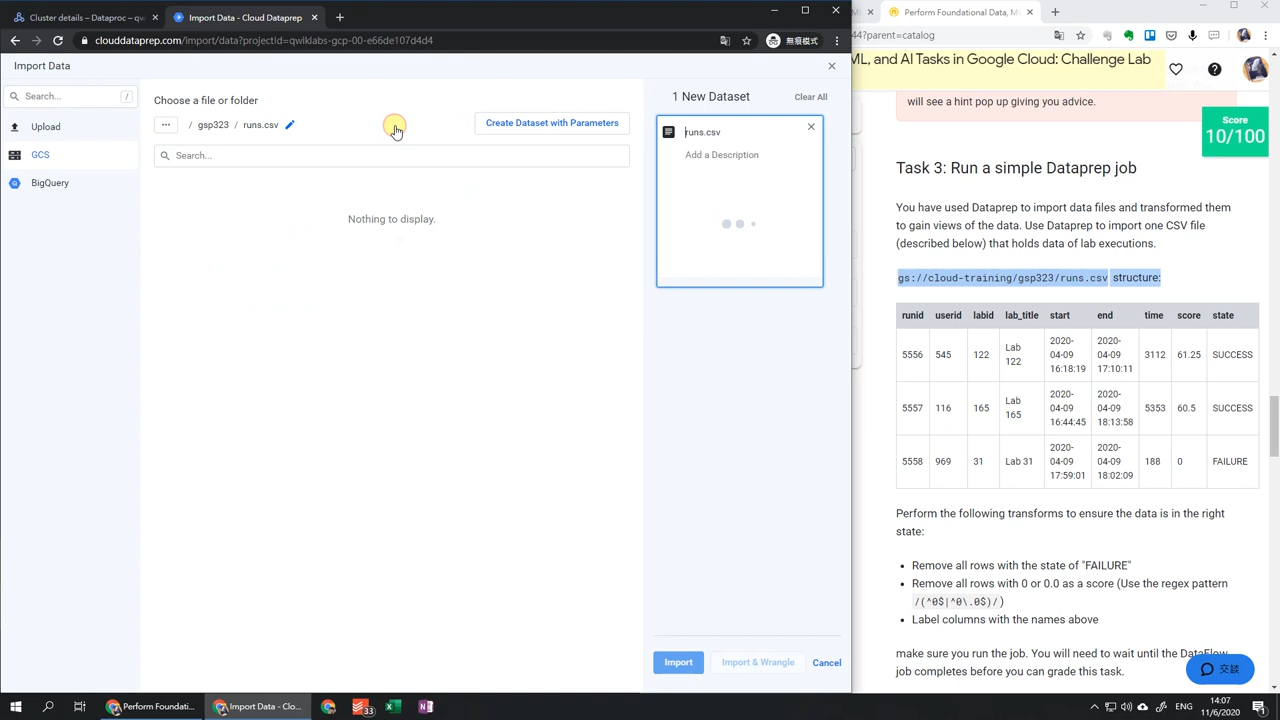 Cluster details – Dataproc – qw
Import Data - Cloud Dataprep
clouddataprep.com/import/data?projectId=qwiklabs-gcp-00-e66de107d4d4
無痕模式
Import Data
Search...
/
Upload
GCS
BigQuery
Choose a file or folder
... / gsp323 / runs.csv
Create Dataset with Parameters
Search...
Nothing to display.
1 New Dataset
Clear All
runs.csv
Add a Description
Import
Import & Wrangle
Cancel
Perform Foundational Data, M
44?parent=catalog
ML, and AI Tasks in Google Cloud: Challenge Lab
will see a hint pop up giving you advice.
Score
10/100
Task 3: Run a simple Dataprep job
You have used Dataprep to import data files and transformed them
to gain views of the data. Use Dataprep to import one CSV file
(described below) that holds data of lab executions.
gs://cloud-training/gsp323/runs.csv structure:
runid userid labid lab_title start end time score state
5556 545 122 Lab 122 2020-04-09 16:18:19 2020-04-09 17:10:11 3112 61.25 SUCCESS
5557 116 165 Lab 165 2020-04-09 16:44:45 2020-04-09 18:13:58 5353 60.5 SUCCESS
5558 969 31 Lab 31 2020-04-09 17:59:01 2020-04-09 18:02:09 188 0 FAILURE
Perform the following transforms to ensure the data is in the right
state:
• Remove all rows with the state of "FAILURE"
• Remove all rows with 0 or 0.0 as a score (Use the regex pattern
/(^0$|^0\.0$)/)
• Label columns with the names above
make sure you run the job. You will need to wait until the DataFlow
job completes before you can grade this task.
交談
Perform Foundati...
Import Data - Clo...
33
ENG
14:07
11/6/2020